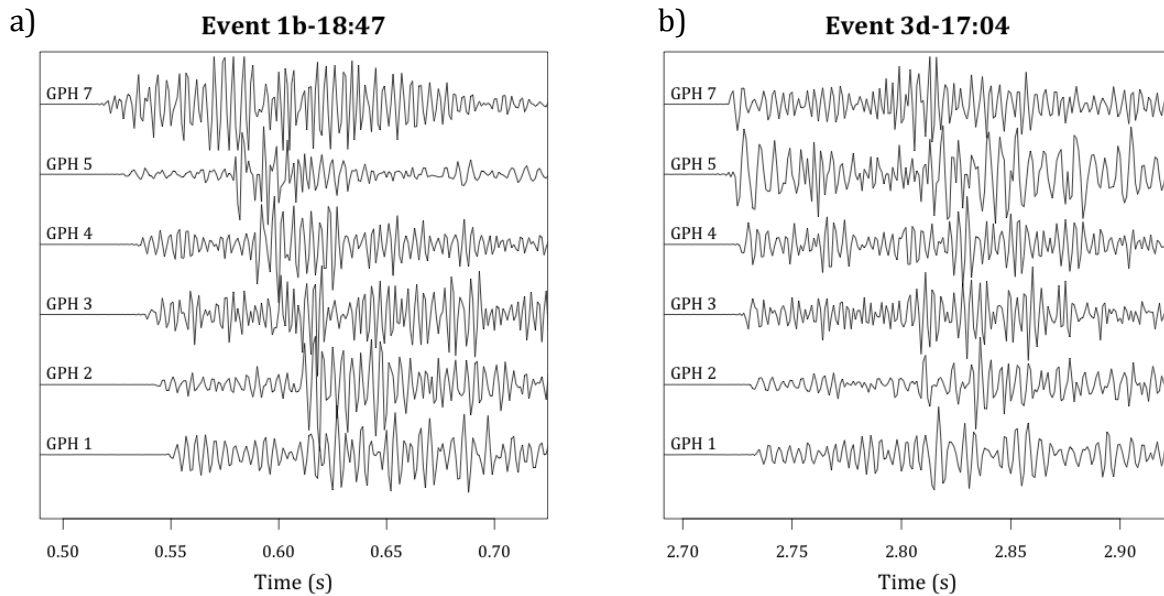 a)
Event 1b-18:47
GPH 7
GPH 5
GPH 4
GPH 3
GPH 2
GPH 1
0.50 0.55 0.60 0.65 0.70
Time (s)
b)
Event 3d-17:04
GPH 7
GPH 5
GPH 4
GPH 3
GPH 2
GPH 1
2.70 2.75 2.80 2.85 2.90
Time (s)